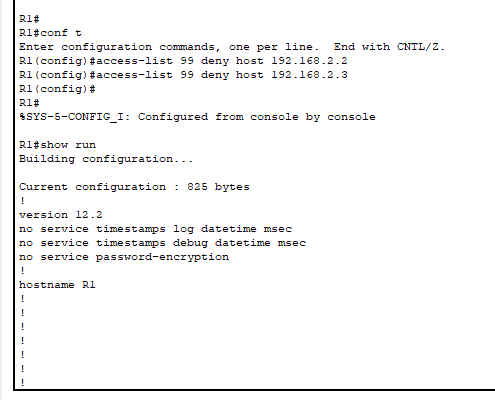 R1#
R1#conf t
Enter configuration commands, one per line.  End with CNTL/Z.
R1(config)#access-list 99 deny host 192.168.2.2
R1(config)#access-list 99 deny host 192.168.2.3
R1(config)#
R1#
%SYS-5-CONFIG_I: Configured from console by console
R1#show run
Building configuration...
Current configuration : 825 bytes
!
version 12.2
no service timestamps log datetime msec
no service timestamps debug datetime msec
no service password-encryption
!
hostname R1
!
!
!
!
!
!
!